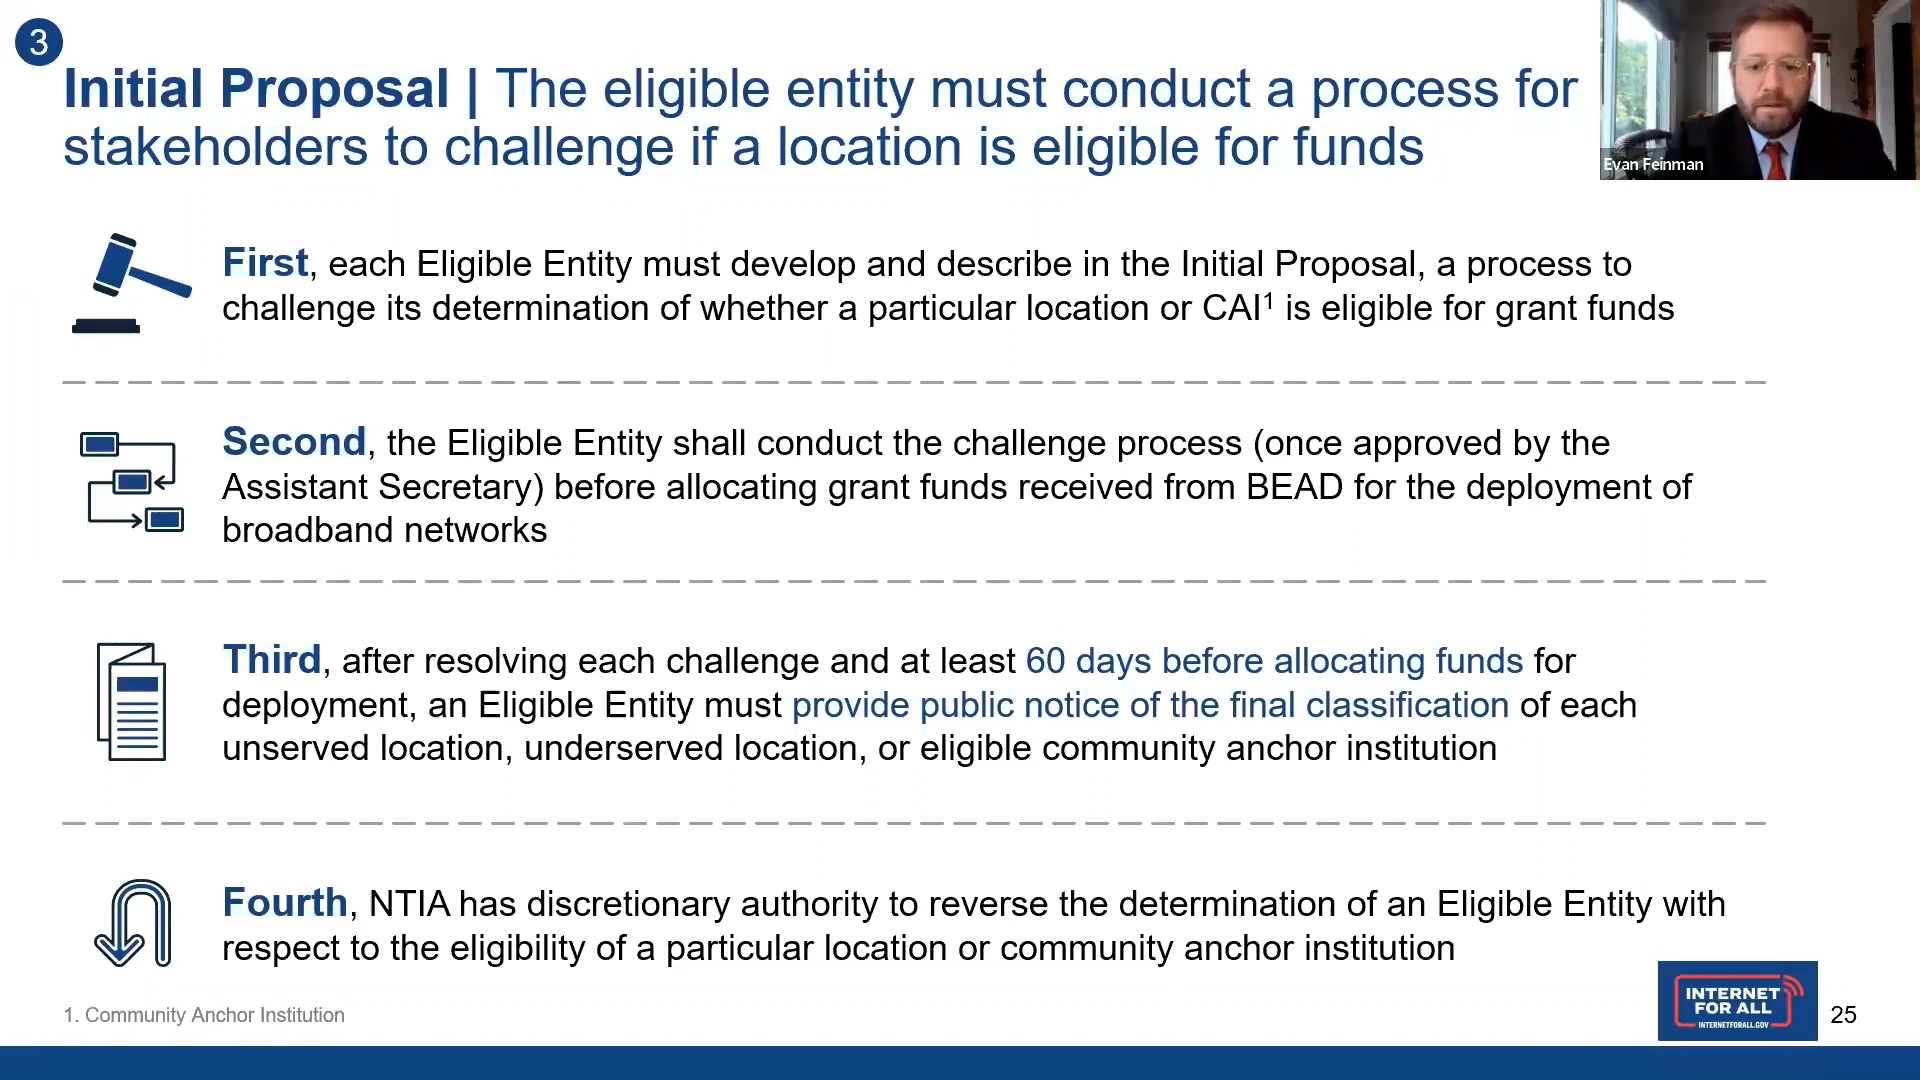 3
Initial Proposal | The eligible entity must conduct a process for
stakeholders to challenge if a location is eligible for funds
Evan Feinman
First, each Eligible Entity must develop and describe in the Initial Proposal, a process to
challenge its determination of whether a particular location or CAI¹ is eligible for grant funds
Second, the Eligible Entity shall conduct the challenge process (once approved by the
Assistant Secretary) before allocating grant funds received from BEAD for the deployment of
broadband networks
Third, after resolving each challenge and at least 60 days before allocating funds for
deployment, an Eligible Entity must provide public notice of the final classification of each
unserved location, underserved location, or eligible community anchor institution
Fourth, NTIA has discretionary authority to reverse the determination of an Eligible Entity with
respect to the eligibility of a particular location or community anchor institution
1. Community Anchor Institution
INTERNET
FOR ALL
INTERNETFORALL.GOV
25